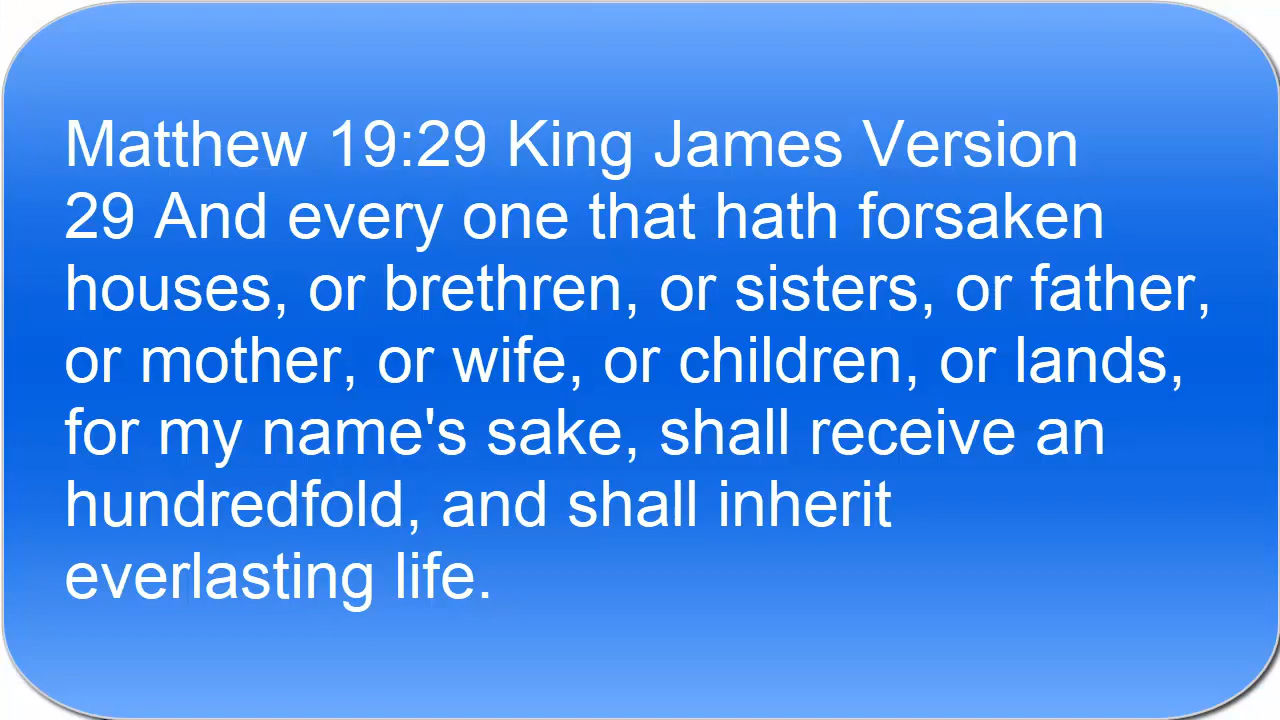 Matthew 19:29 King James Version
29 And every one that hath forsaken
houses, or brethren, or sisters, or father,
or mother, or wife, or children, or lands,
for my name's sake, shall receive an
hundredfold, and shall inherit
everlasting life.